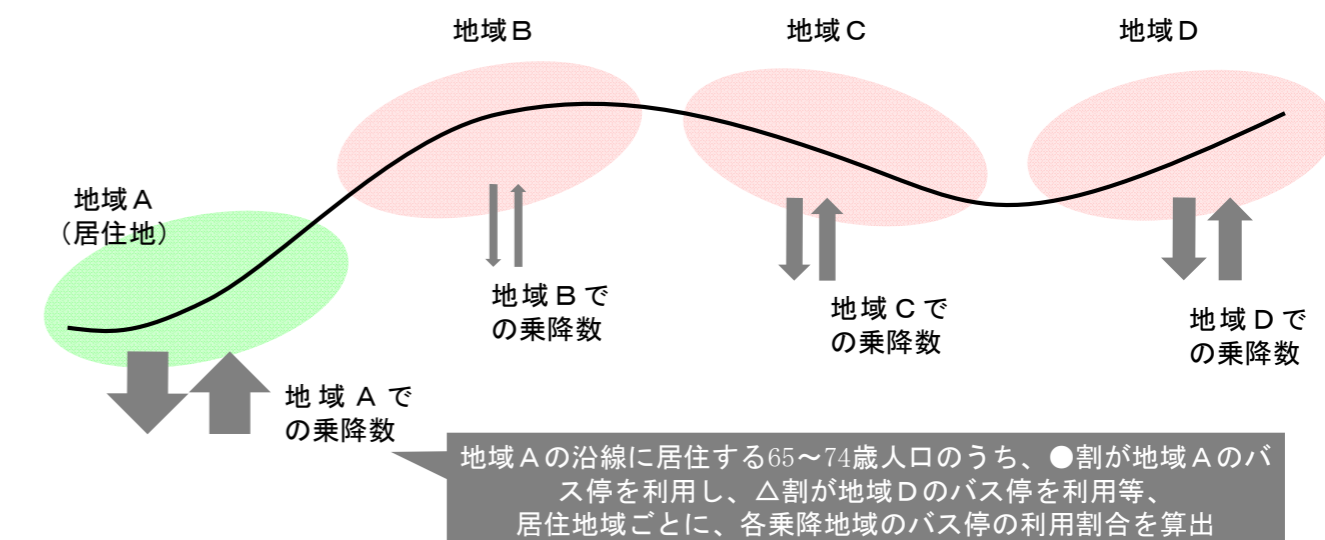 地域B
地域C
地域D
地域A
(居住地)
地域Bで
の乗降数
地域Cで
の乗降数
地域Dで
の乗降数
地域Aで
の乗降数
地域Aの沿線に居住する65～74歳人口のうち、●割が地域Aのバ
ス停を利用し、△割が地域Dのバス停を利用等、
居住地域ごとに、各乗降地域のバス停の利用割合を算出